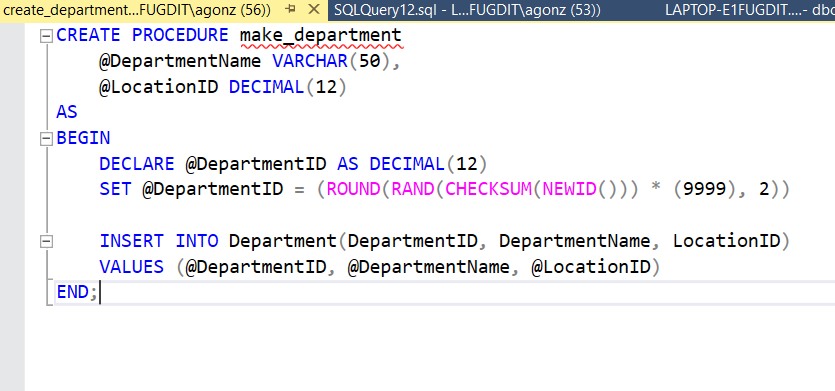 create_department...FUGDIT\agonz (56))
SQLQuery12.sql - L...FUGDIT\agonz (53))
LAPTOP-E1FUGDIT....- dbo
CREATE PROCEDURE make_department
@DepartmentName VARCHAR(50),
@LocationID DECIMAL(12)
AS
BEGIN
DECLARE @DepartmentID AS DECIMAL(12)
SET @DepartmentID = (ROUND(RAND(CHECKSUM(NEWID())) * (9999), 2))
INSERT INTO Department(DepartmentID, DepartmentName, LocationID)
VALUES (@DepartmentID, @DepartmentName, @LocationID)
END;